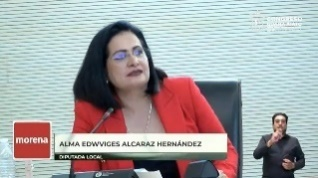 morena
ALMA EDWVIGES ALCARAZ HERNÁNDEZ
DIPUTADA LOCAL